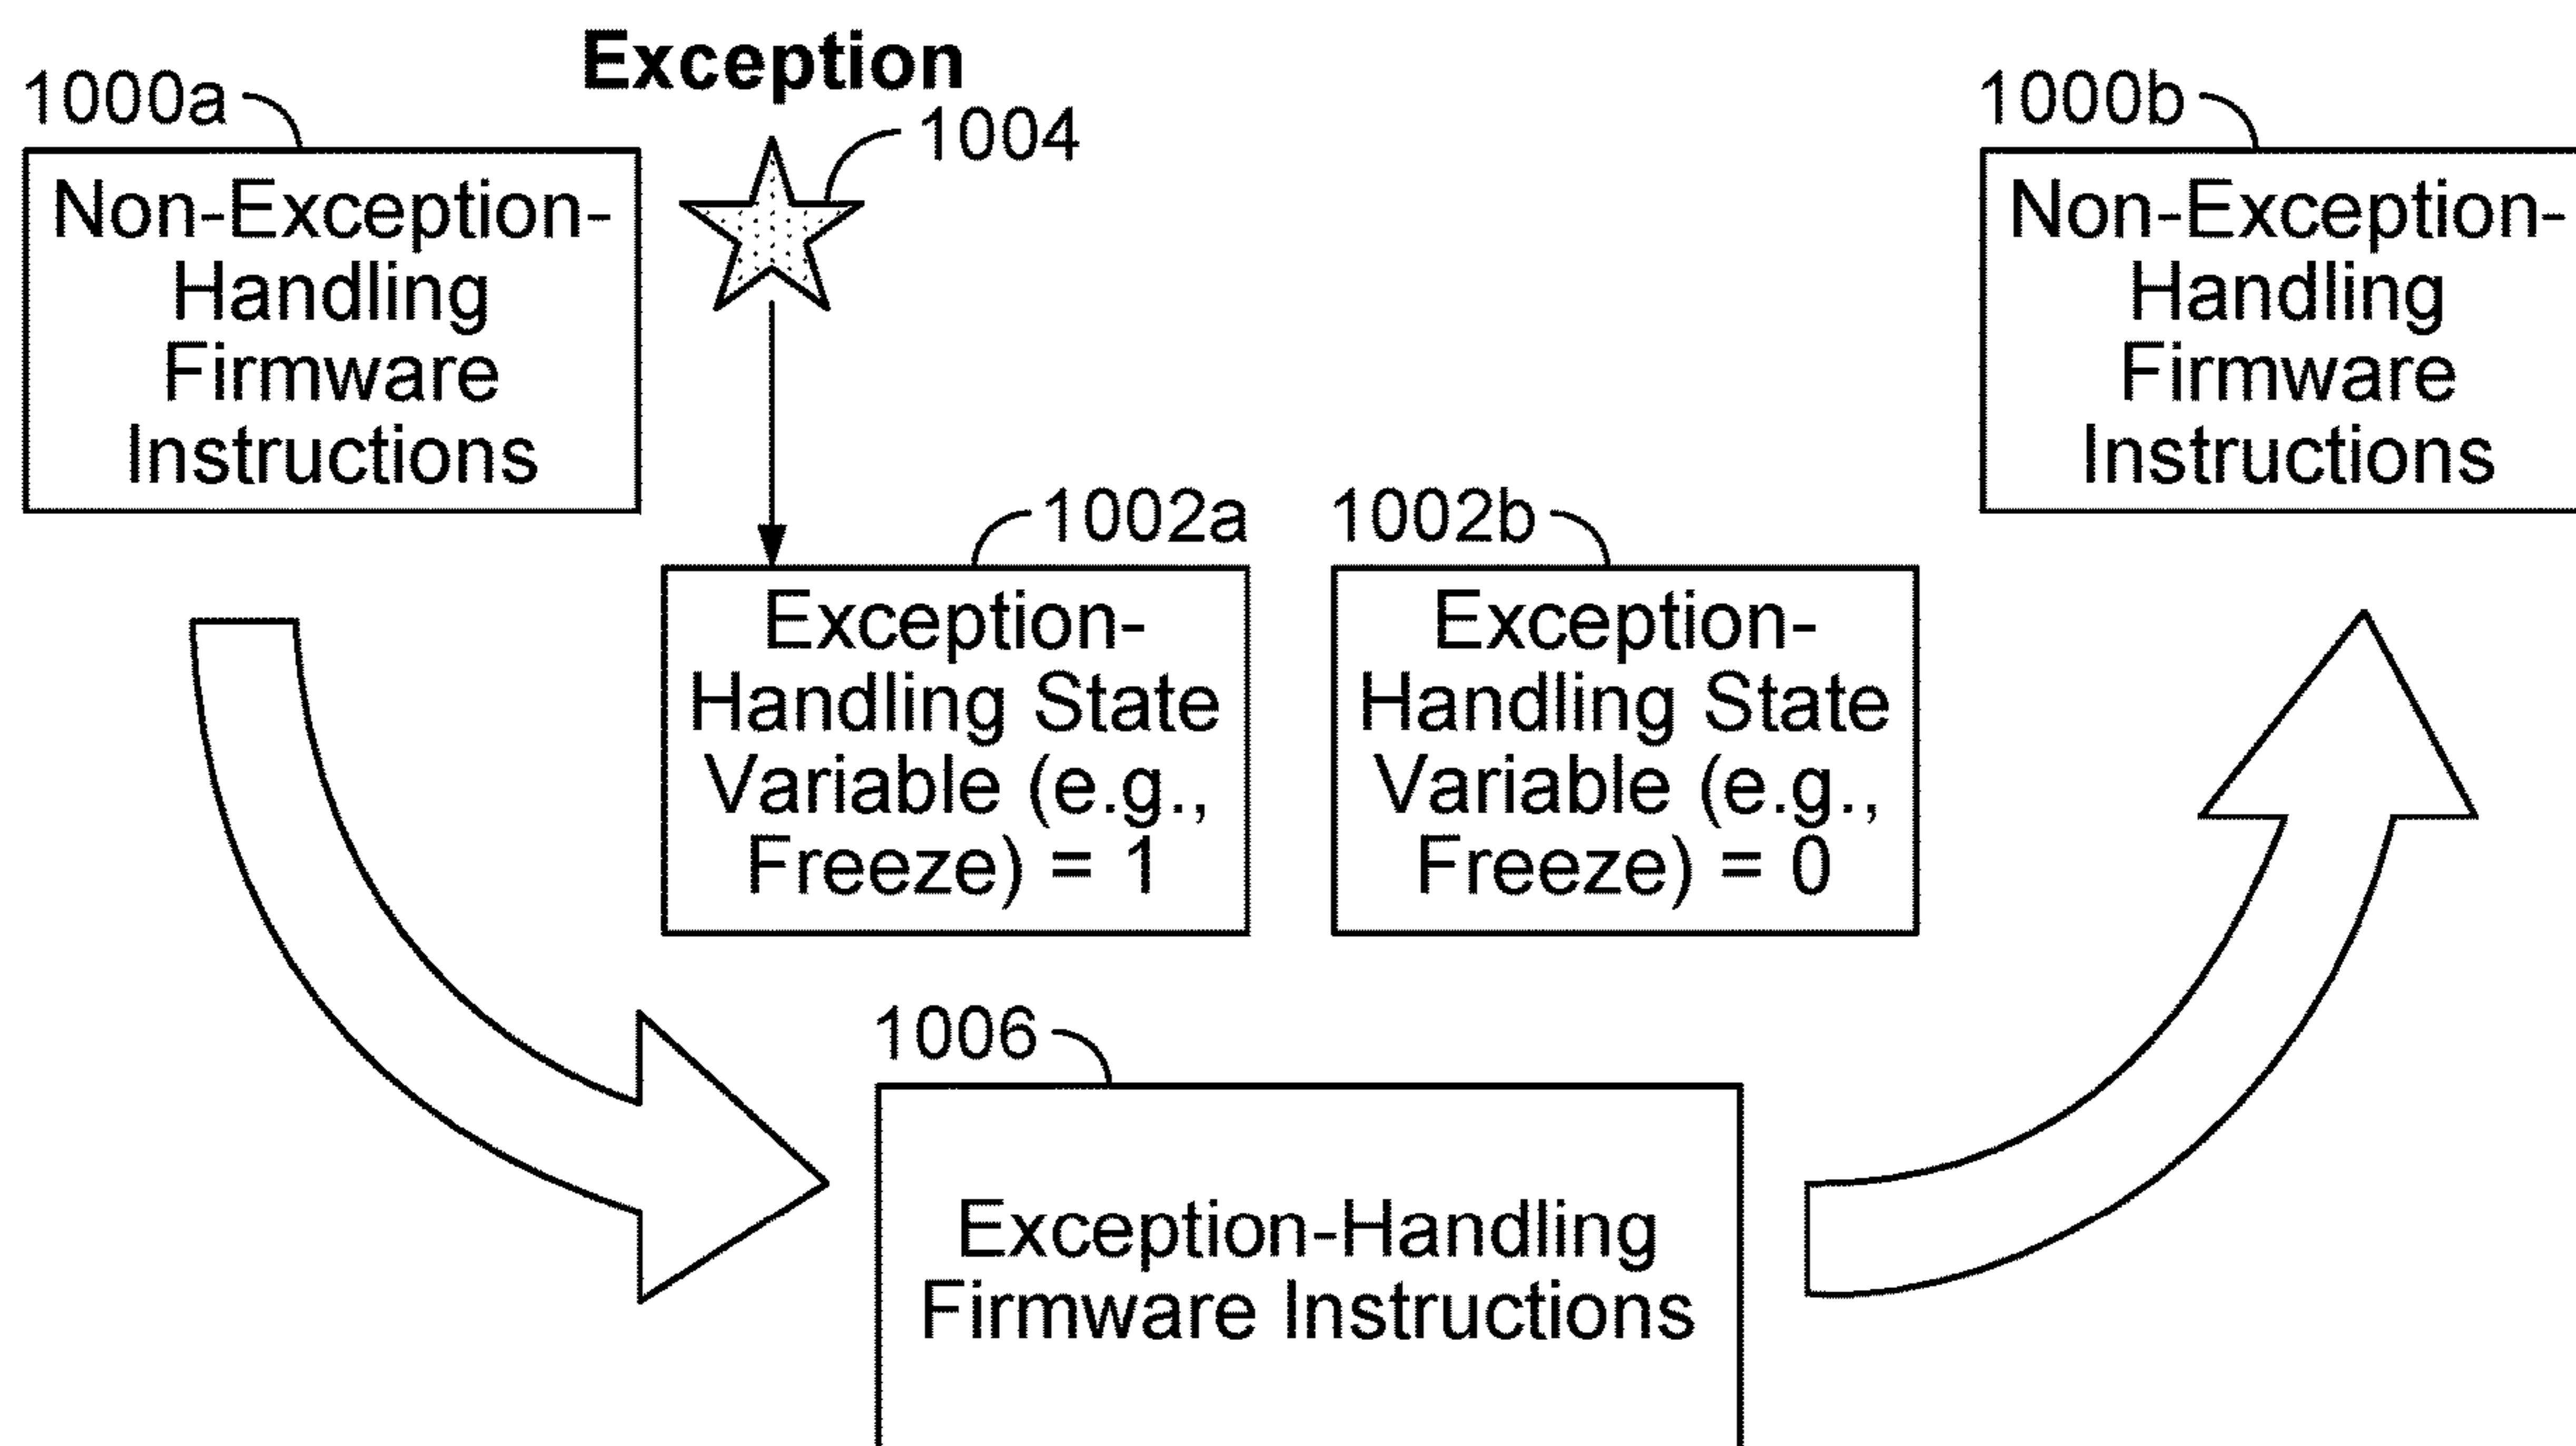 Exception
1000a
1004
1000b
Non-Exception-
Handling
Firmware
Instructions
Non-Exception-
Handling
Firmware
Instructions
1002a
1002b
Exception-
Handling State
Variable (e.g.,
Freeze) = 1
Exception-
Handling State
Variable (e.g.,
Freeze) = 0
1006
Exception-Handling
Firmware Instructions